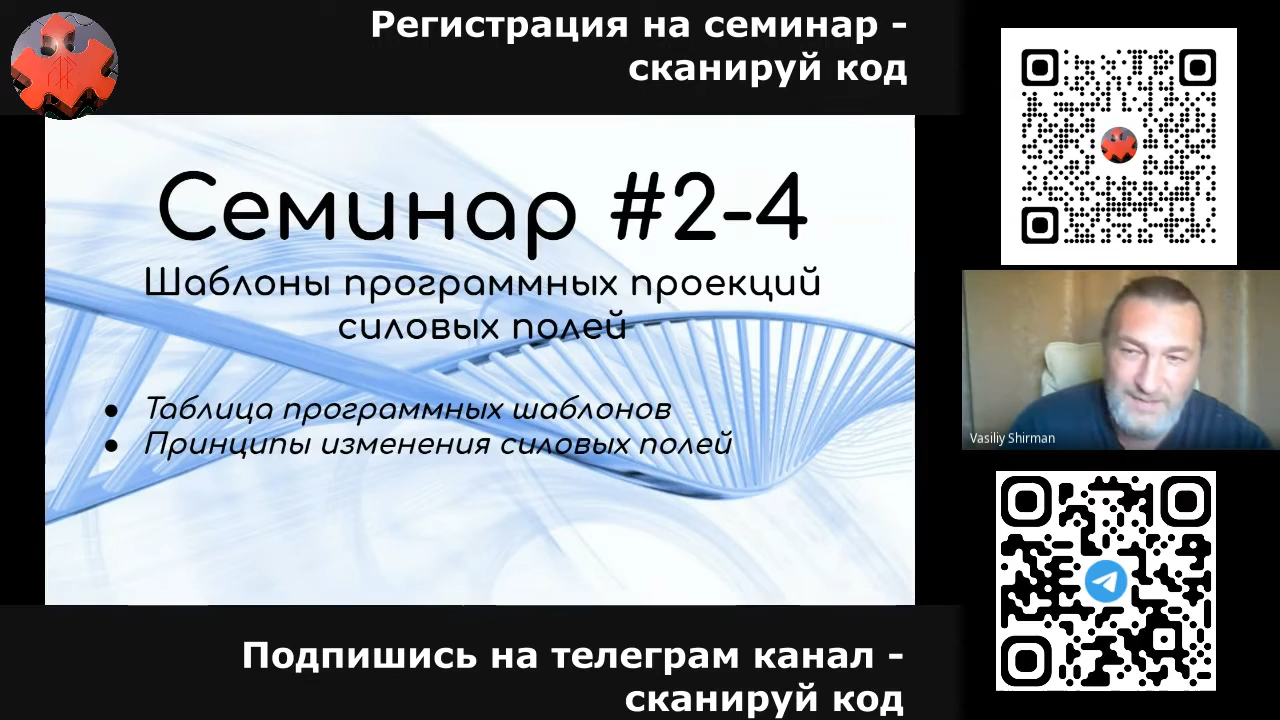 Регистрация на семинар -
сканируй код
Семинар #2-4
Шаблоны программных проекций
силовых полей
● Таблица программных шаблонов
● Принципы изменения силовых полей
Vasiliy Shirman
Подпишись на телеграм канал -
сканируй код